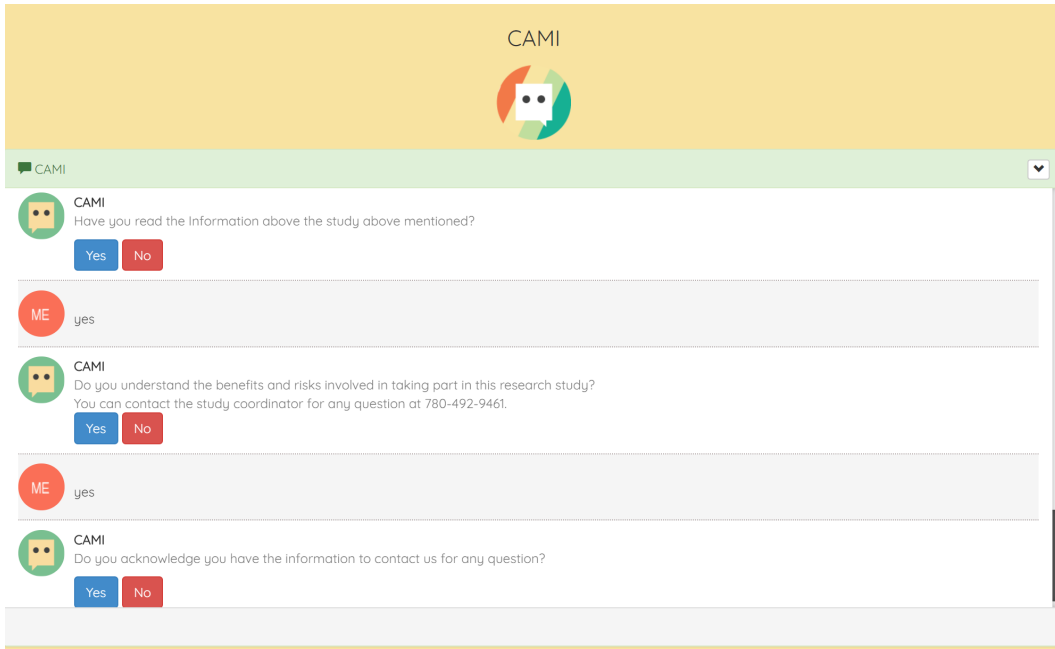 CAMI
CAMI
CAMI
Have you read the Information above the study above mentioned?
Yes No
ME yes
CAMI
Do you understand the benefits and risks involved in taking part in this research study?
You can contact the study coordinator for any question at 780-492-9461.
Yes No
ME yes
CAMI
Do you acknowledge you have the information to contact us for any question?
Yes No